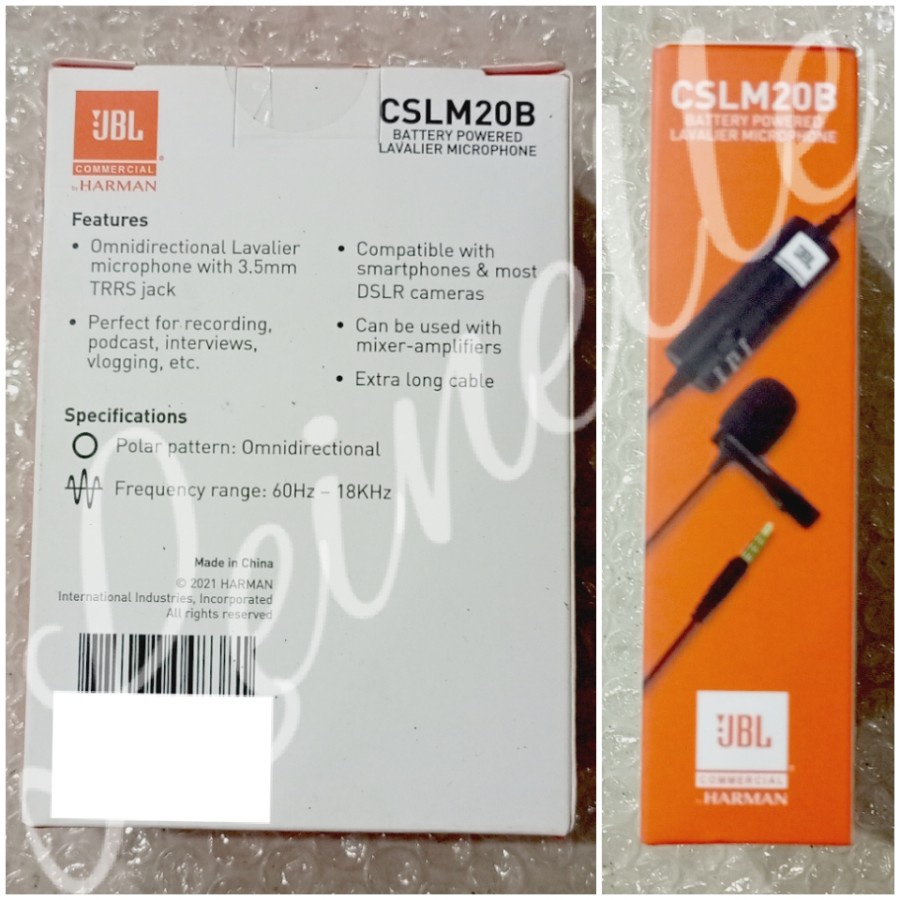 JBL
COMMERCIAL
by HARMAN
CSLM20B
BATTERY POWERED
LAVALIER MICROPHONE
Features
• Omnidirectional Lavalier
microphone with 3.5mm
TRRS jack
• Perfect for recording,
podcast, interviews,
vlogging, etc.
• Compatible with
smartphones & most
DSLR cameras
• Can be used with
mixer-amplifiers
• Extra long cable
Specifications
Polar pattern: Omnidirectional
Frequency range: 60Hz – 18KHz
Made in China
© 2021 HARMAN
International Industries, Incorporated
All rights reserved
CSLM20B
BATTERY POWERED
LAVALIER MICROPHONE
JBL
JBL
COMMERCIAL
by HARMAN